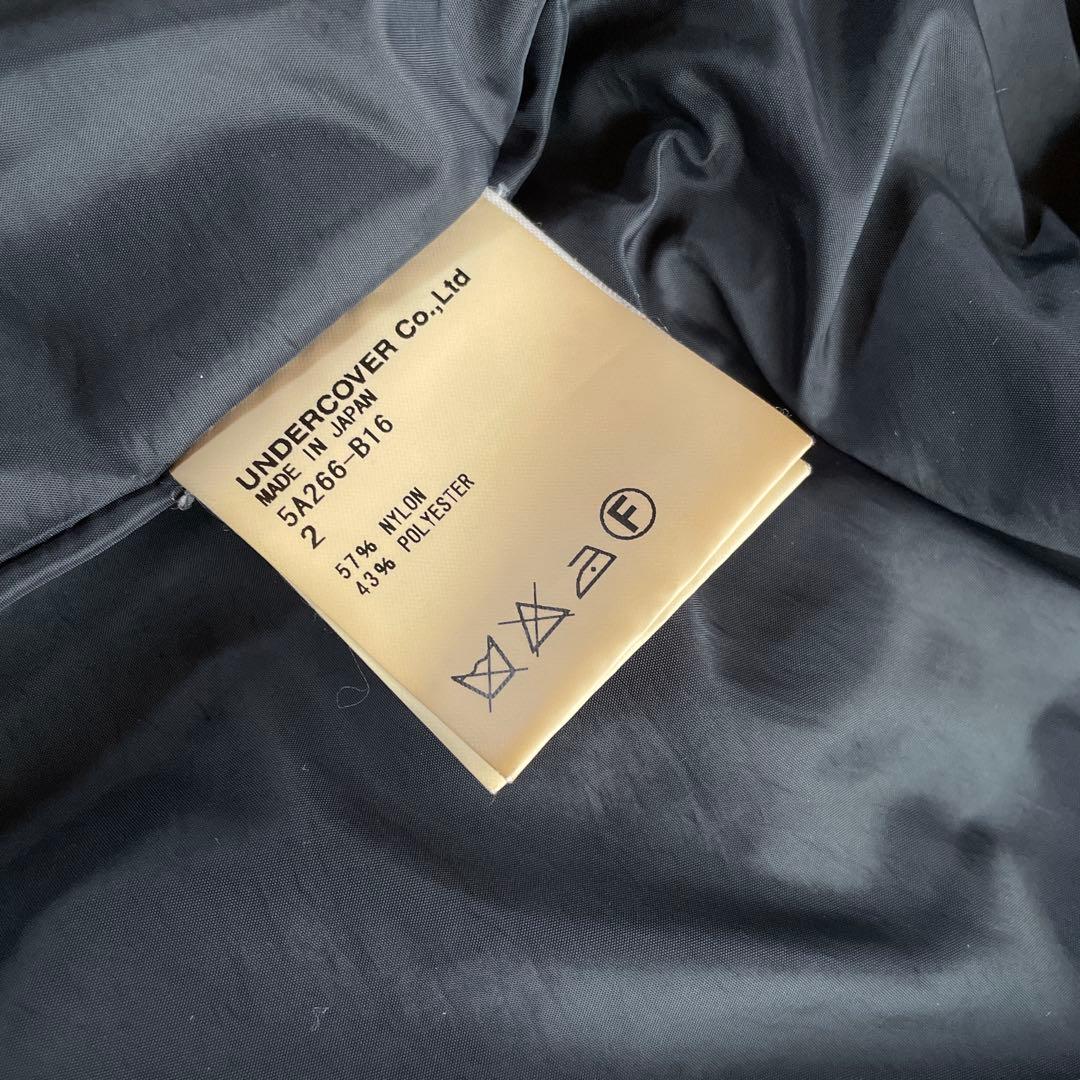 UNDERCOVER Co.,Ltd
MADE IN JAPAN
5A266-B16
2
57% NYLON
43% POLYESTER
F